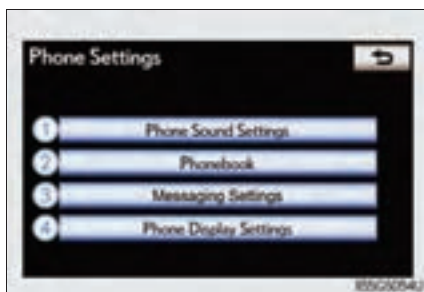 Phone Settings
1 Phone Sound Settings
2 Phonebook
3 Messaging Settings
4 Phone Display Settings